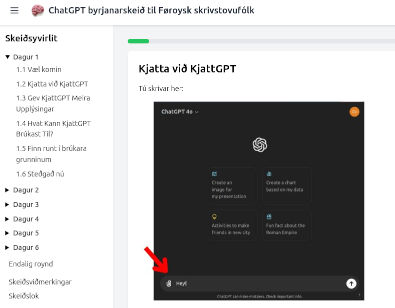 ChatGPT byrjanarskeið til Føroysk skrivstovufólk
Skeiðsyvirlit
Dagur 1
1.1 Væl komin
1.2 Kjatta við KjattGPT
1.3 Gev KjattGPT Meira
Upplýsingar
1.4 Hvat Kann KjattGPT
Brúkast Til?
1.5 Finn runt í brúkara
grunninum
1.6 Støðgað nú
Dagur 2
Dagur 3
Dagur 4
Dagur 5
Dagur 6
Endalig roynd
Skeiðsviðmerkingar
Skeiðslok
Kjatta við KjattGPT
Tú skrivar her:
ChatGPT 4o
Create an
image for
my presentation
Create a chart
based on my data
Activities to make
friends in new city
Fun fact about the
Roman Empire
Hey
ChatGPT can make mistakes. Check important info.